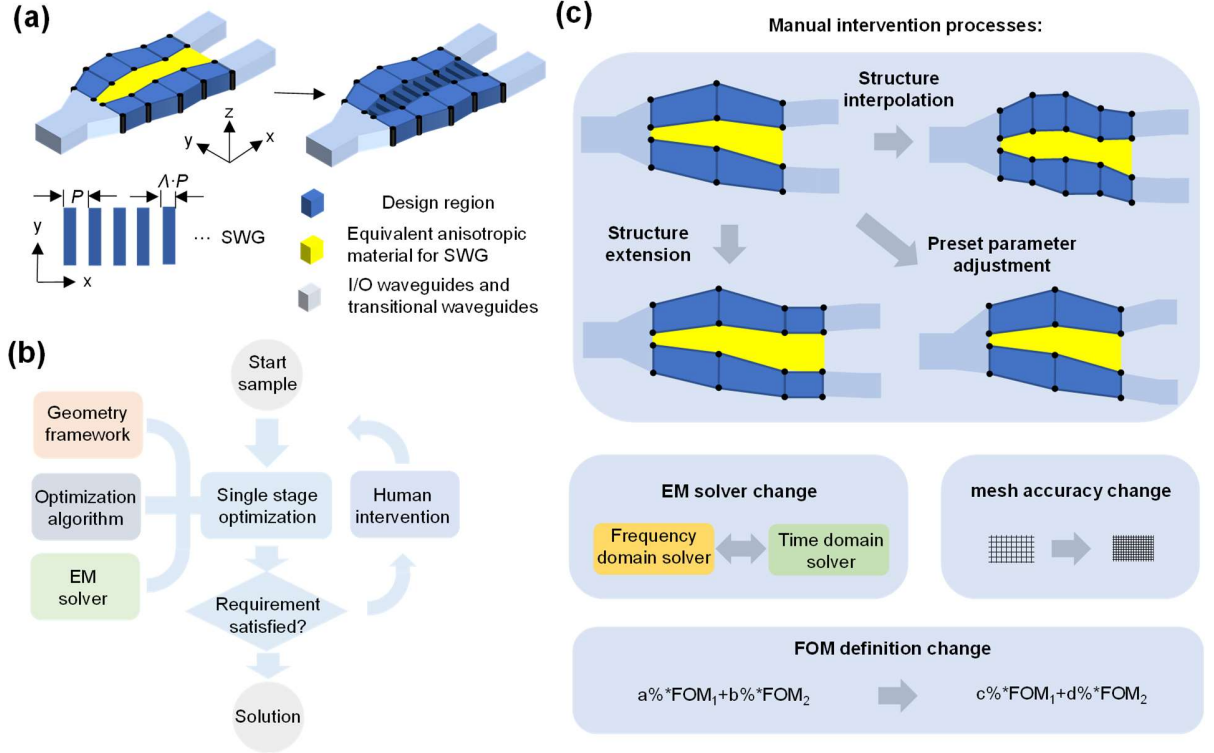 (a)
z
y
x
P
Λ·P
y
x
... SWG
Design region
Equivalent anisotropic
material for SWG
I/O waveguides and
transitional waveguides
(b)
Start
sample
Geometry
framework
Optimization
algorithm
EM
solver
Single stage
optimization
Human
intervention
Requirement
satisfied?
Solution
(c)
Manual intervention processes:
Structure
interpolation
Structure
extension
Preset parameter
adjustment
EM solver change
Frequency
domain solver
Time domain
solver
mesh accuracy change
FOM definition change
a%*FOM₁+b%*FOM₂
c%*FOM₁+d%*FOM₂